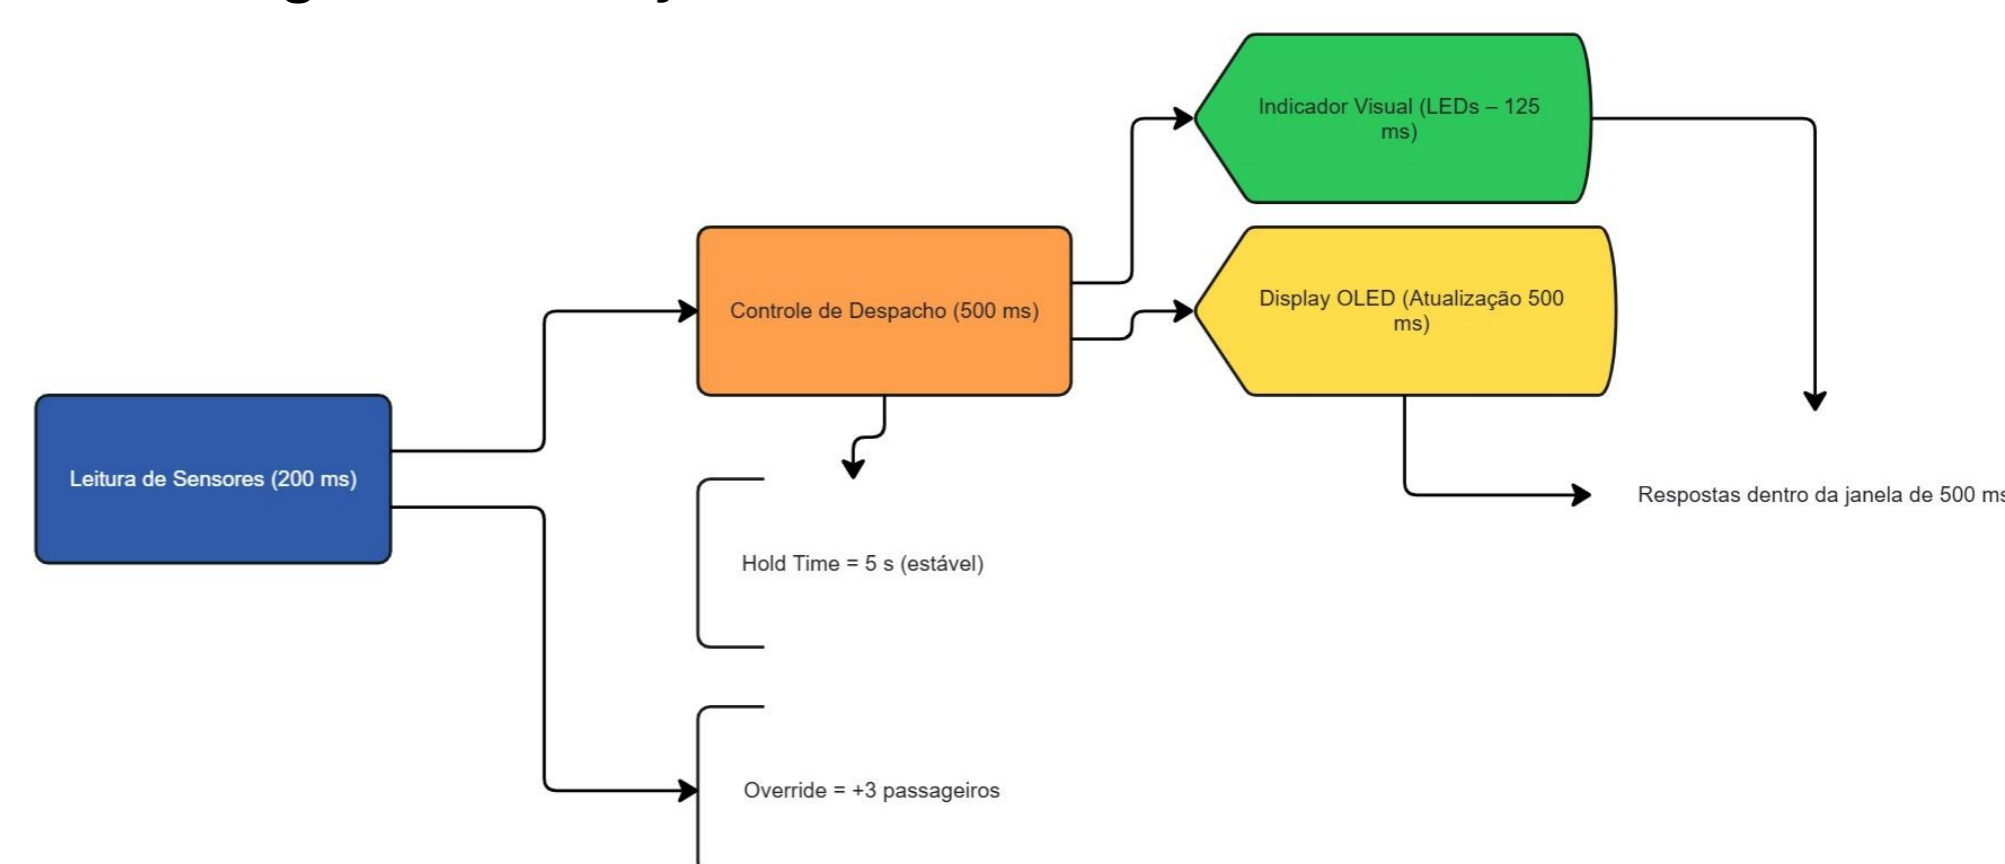 Indicador Visual (LEDs – 125
ms)
Controle de Despacho (500 ms)
Display OLED (Atualização 500
ms)
Leitura de Sensores (200 ms)
Respostas dentro da janela de 500
Hold Time = 5 s (estável)
Override = +3 passageiros